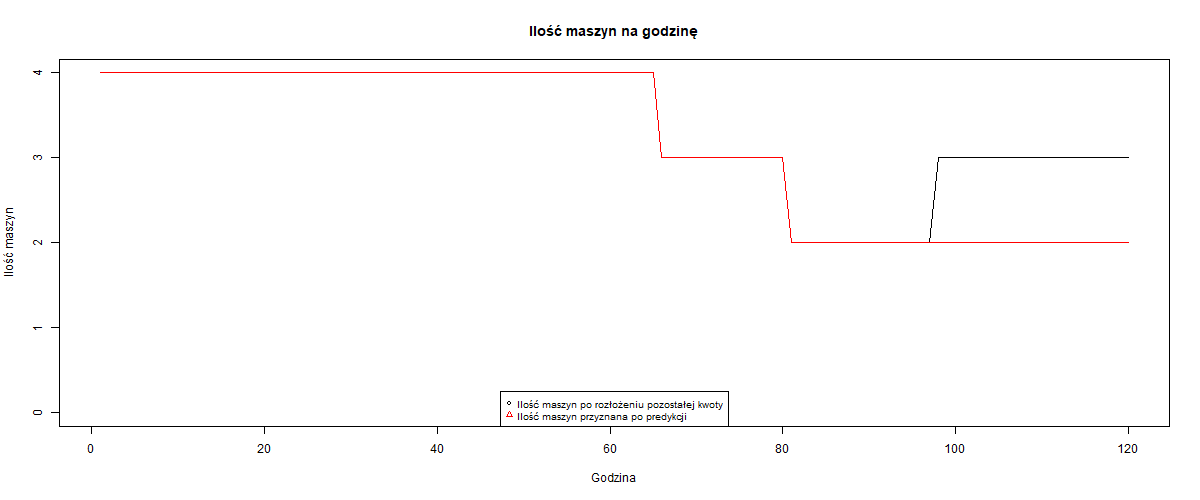 Ilość maszyn na godzinę
Ilość maszyn
4
3
2
1
0
Ilość maszyn po rozłożeniu pozostałej kwoty
Ilość maszyn przyznana po predykcji
0 20 40 60 80 100 120
Godzina